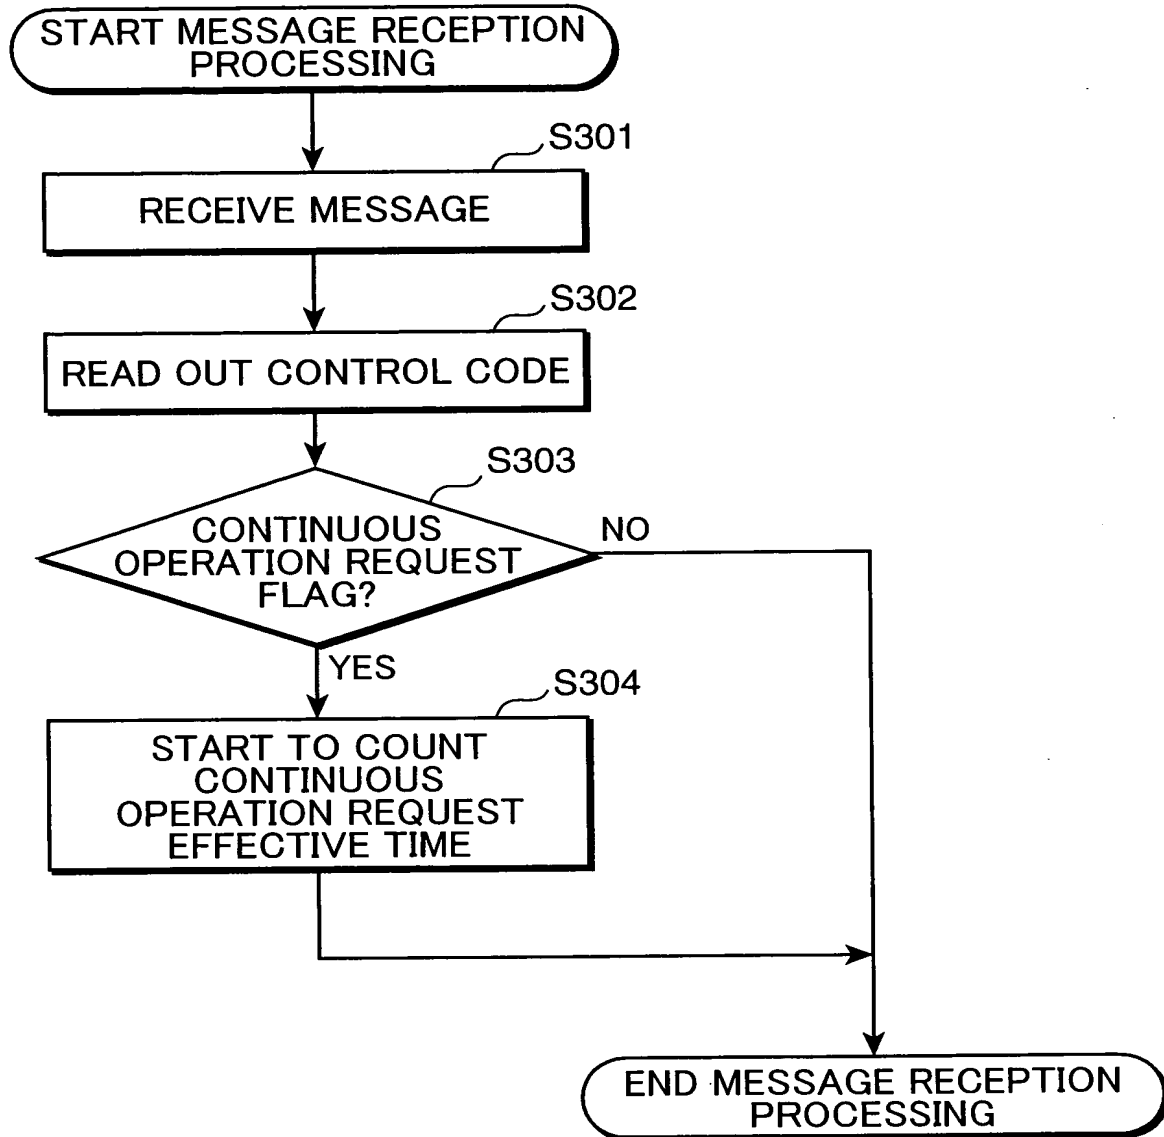 START MESSAGE RECEPTION
PROCESSING
S301
RECEIVE MESSAGE
S302
READ OUT CONTROL CODE
S303
CONTINUOUS
OPERATION REQUEST
FLAG?
NO
YES
S304
START TO COUNT
CONTINUOUS
OPERATION REQUEST
EFFECTIVE TIME
END MESSAGE RECEPTION
PROCESSING